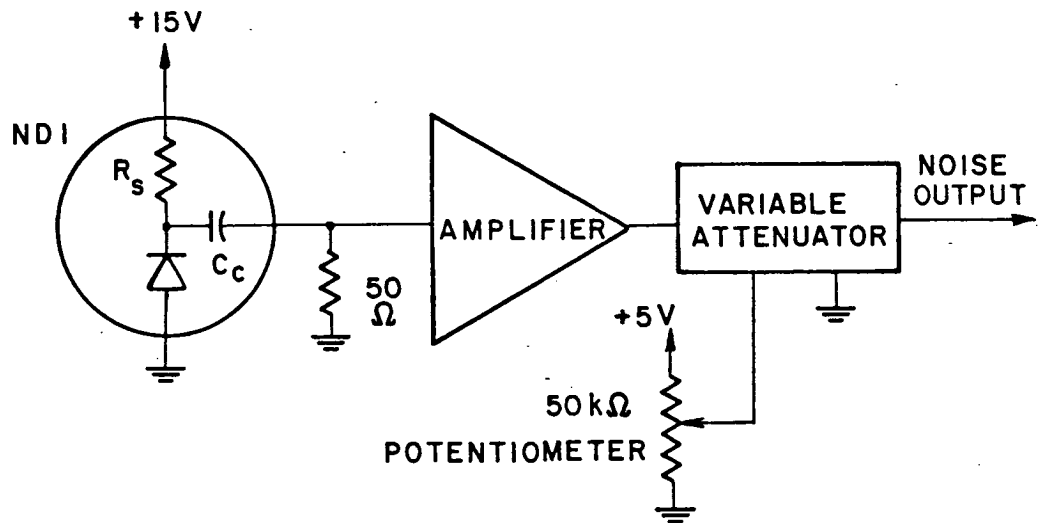 +15V
ND1
Rs
Cc
50
Ω
AMPLIFIER
VARIABLE
ATTENUATOR
NOISE
OUTPUT
+5V
50kΩ
POTENTIOMETER